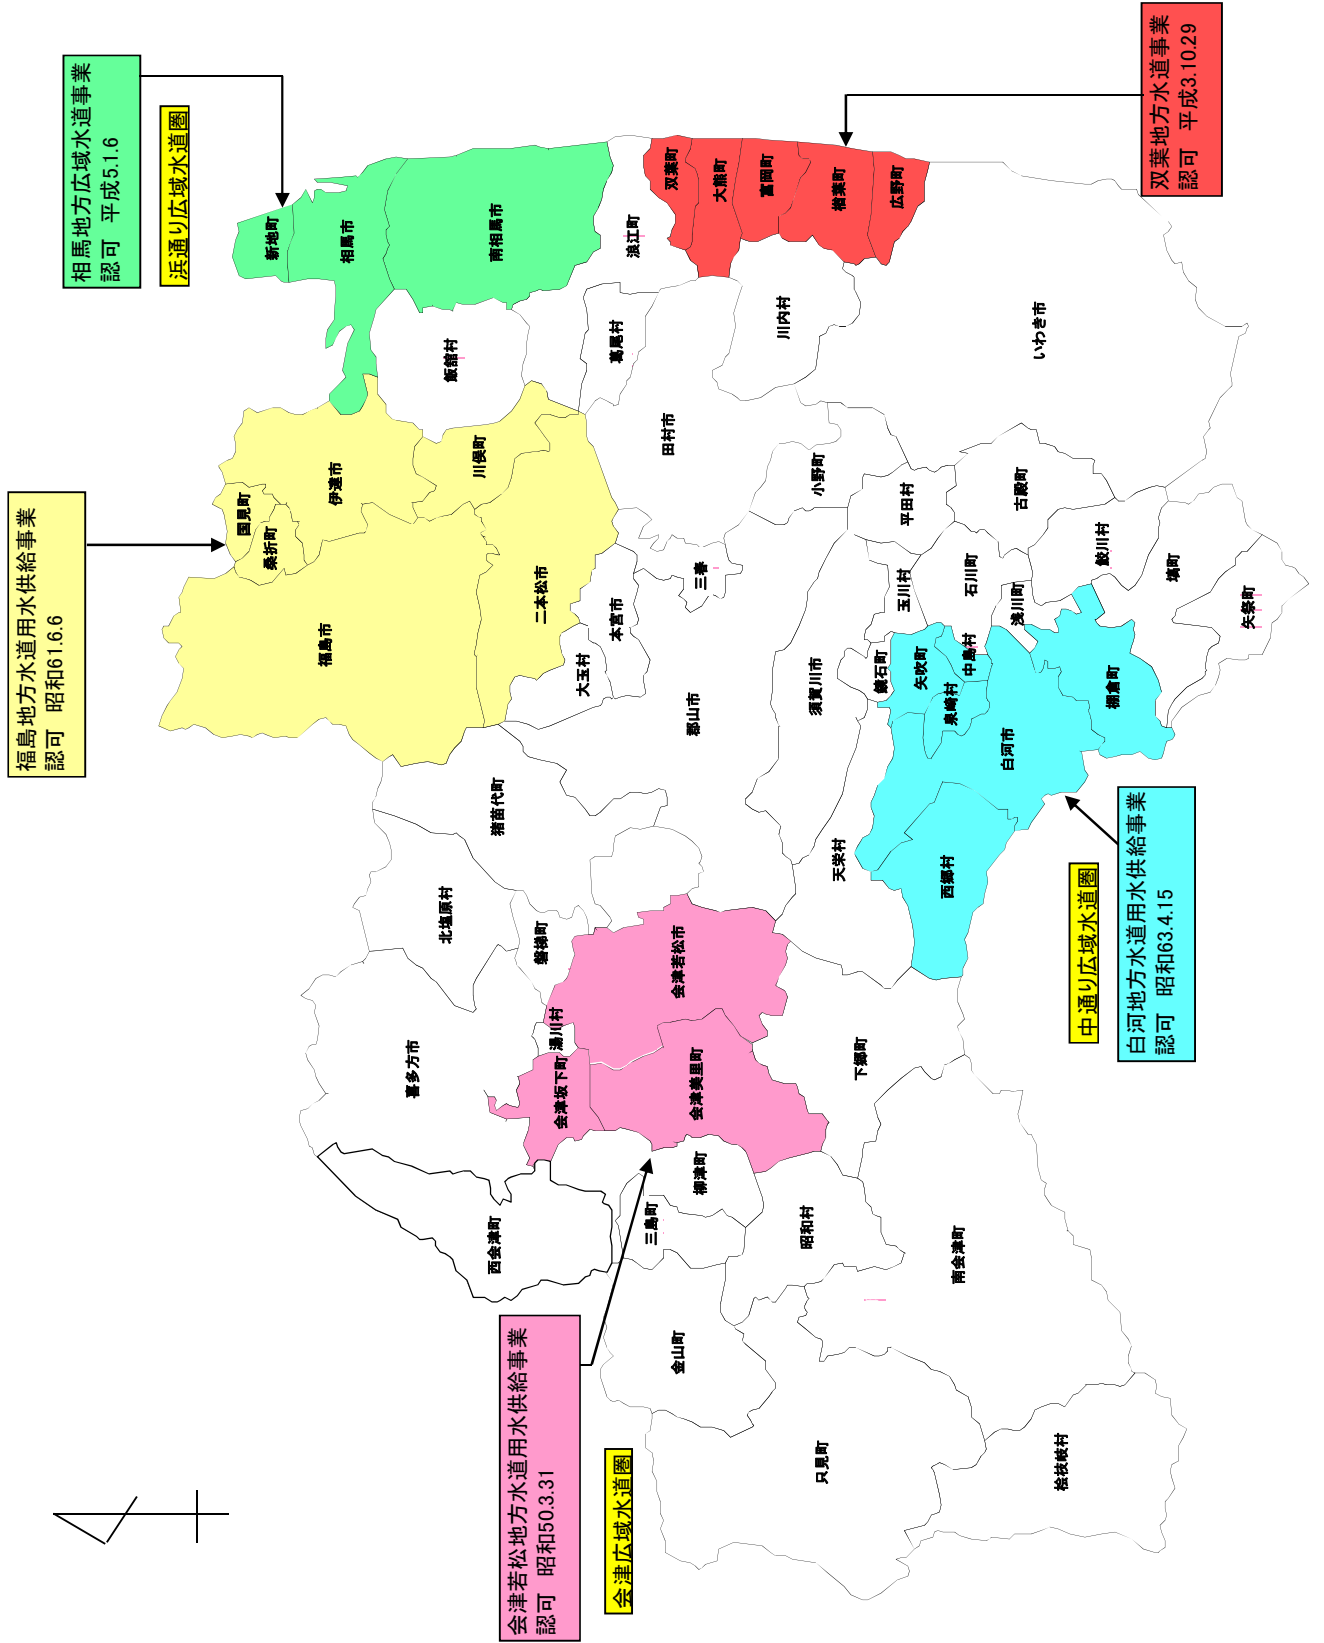 相馬地方広域水道事業
認可　平成5.1.6
浜通り広域水道圏
双葉地方水道事業
認可　平成3.10.29
福島地方水道用水供給事業
認可　昭和61.6.6
中通り広域水道圏
白河地方水道用水供給事業
認可　昭和63.4.15
会津若松地方水道用水供給事業
認可　昭和50.3.31
会津広域水道圏
新地町
相馬市
南相馬市
飯舘村
浪江町
双葉町
大熊町
富岡町
楢葉町
広野町
葛尾村
川内村
いわき市
国見町
桑折町
伊達市
川俣町
福島市
二本松市
本宮市
大玉村
田村市
三春
小野町
郡山市
須賀川市
平田村
古殿町
玉川村
石川町
浅川町
鮫川村
塙町
矢祭町
鏡石町
矢吹町
中島村
泉崎村
白河市
棚倉町
西郷村
天栄村
猪苗代町
北塩原村
磐梯町
喜多方市
湯川村
会津坂下町
会津若松市
会津美里町
下郷町
西会津町
柳津町
三島町
昭和村
金山町
南会津町
只見町
桧枝岐村